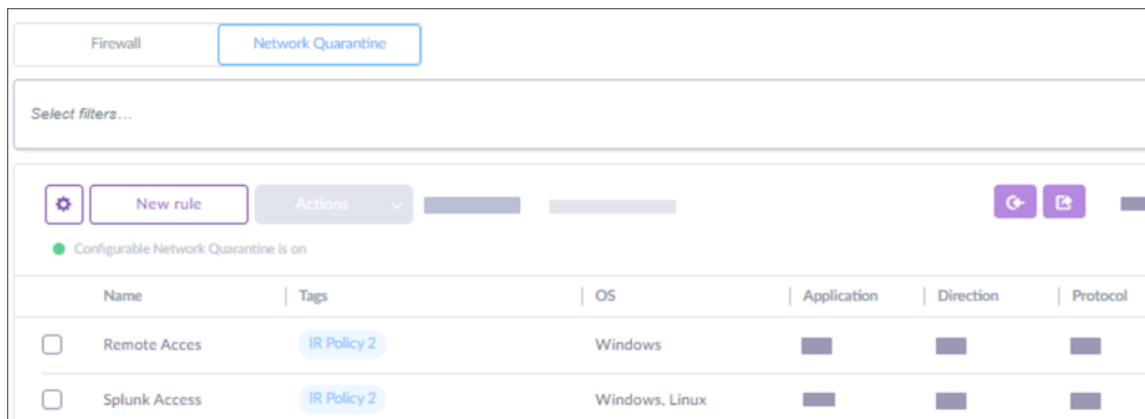 Firewall
Network Quarantine
Select filters...
New rule
Actions
Configurable Network Quarantine is on
Name Tags OS Application Direction Protocol
Remote Acces IR Policy 2 Windows
Splunk Access IR Policy 2 Windows, Linux